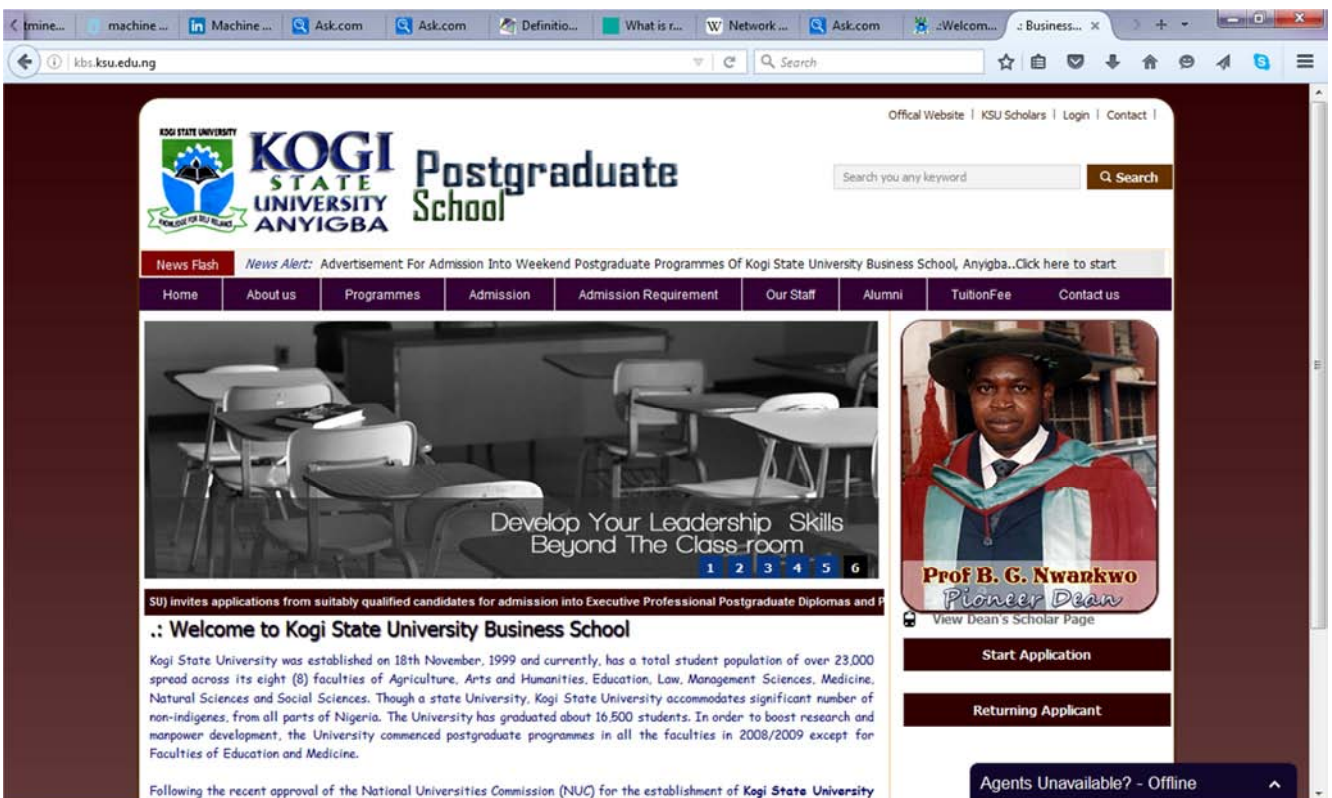 tmine...
machine ...
in Machine ...
Ask.com
Ask.com
Definitio...
What is r...
W Network ...
Ask.com
.:Welcom...
.: Business...
kbs.ksu.edu.ng
Search
Offical Website | KSU Scholars | Login | Contact |
KOGI STATE UNIVERSITY
KOGI
STATE
UNIVERSITY
ANYIGBA
KNOWLEDGE FOR SELF RELIANCE
Postgraduate
School
Search you any keyword
Search
News Flash
News Alert: Advertisement For Admission Into Weekend Postgraduate Programmes Of Kogi State University Business School, Anyigba..Click here to start
Home
About us
Programmes
Admission
Admission Requirement
Our Staff
Alumni
TuitionFee
Contact us
Develop Your Leadership Skills
Beyond The Class room
1 2 3 4 5 6
Prof B. G. Nwankwo
Pioneer Dean
SU) invites applications from suitably qualified candidates for admission into Executive Professional Postgraduate Diplomas and P
View Dean's Scholar Page
.: Welcome to Kogi State University Business School
Start Application
Returning Applicant
Kogi State University was established on 18th November, 1999 and currently, has a total student population of over 23,000
spread across its eight (8) faculties of Agriculture, Arts and Humanities, Education, Law, Management Sciences, Medicine,
Natural Sciences and Social Sciences. Though a state University, Kogi State University accommodates significant number of
non-indigenes, from all parts of Nigeria. The University has graduated about 16,500 students. In order to boost research and
manpower development, the University commenced postgraduate programmes in all the faculties in 2008/2009 except for
Faculties of Education and Medicine.
Following the recent approval of the National Universities Commission (NUC) for the establishment of Kogi State University
Agents Unavailable? - Offline